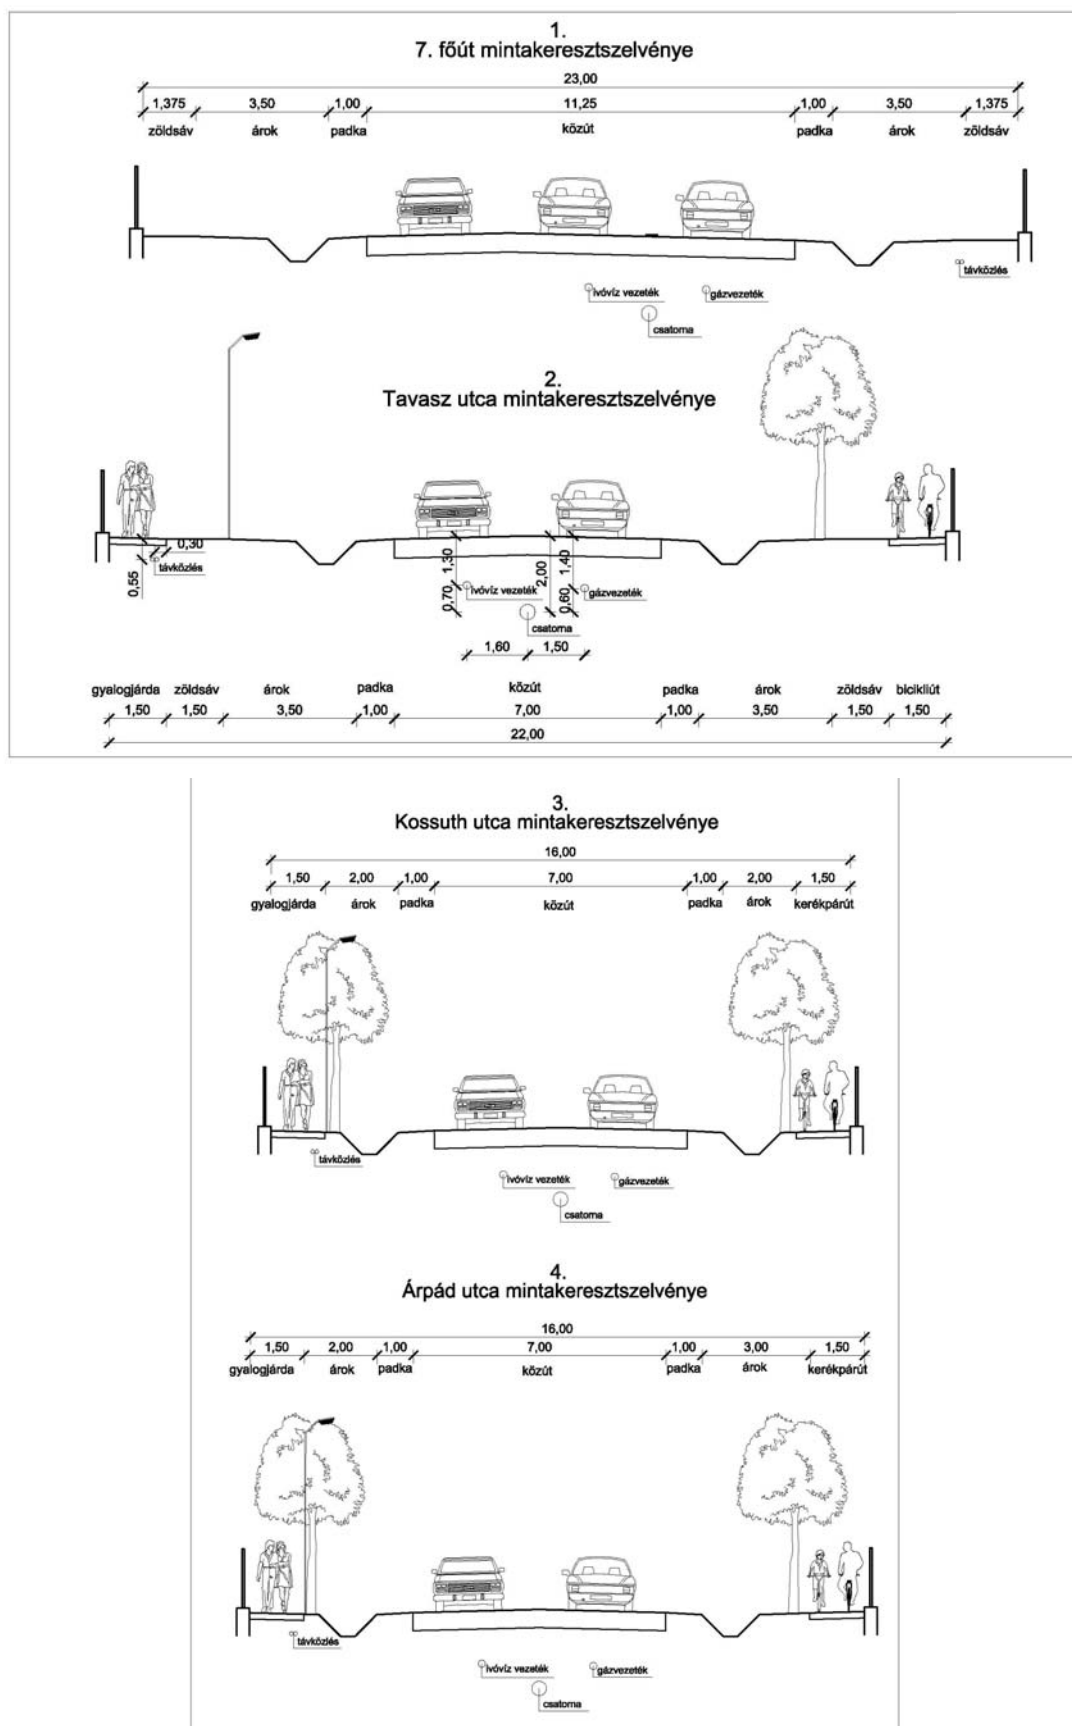 1.
7. főút mintakeresztszelvénye
23,00
1,375 3,50 1,00 11,25 1,00 3,50 1,375
zöldsáv árok padka közút padka árok zöldsáv
távközlés
ivóvíz vezeték gázvezeték
csatorna
2.
Tavasz utca mintakeresztszelvénye
0,30
távközlés
0,55
1,30
0,70
2,00
1,40
0,60
ivóvíz vezeték gázvezeték
csatorna
1,60 1,50
gyalogjárda zöldsáv árok padka közút padka árok zöldsáv bicikliút
1,50 1,50 3,50 1,00 7,00 1,00 3,50 1,50 1,50
22,00
3.
Kossuth utca mintakeresztszelvénye
16,00
1,50 2,00 1,00 7,00 1,00 2,00 1,50
gyalogjárda árok padka közút padka árok kerékpárút
távközlés
ivóvíz vezeték gázvezeték
csatorna
4.
Árpád utca mintakeresztszelvénye
16,00
1,50 2,00 1,00 7,00 1,00 3,00 1,50
gyalogjárda árok padka közút padka árok kerékpárút
távközlés
ivóvíz vezeték gázvezeték
csatorna